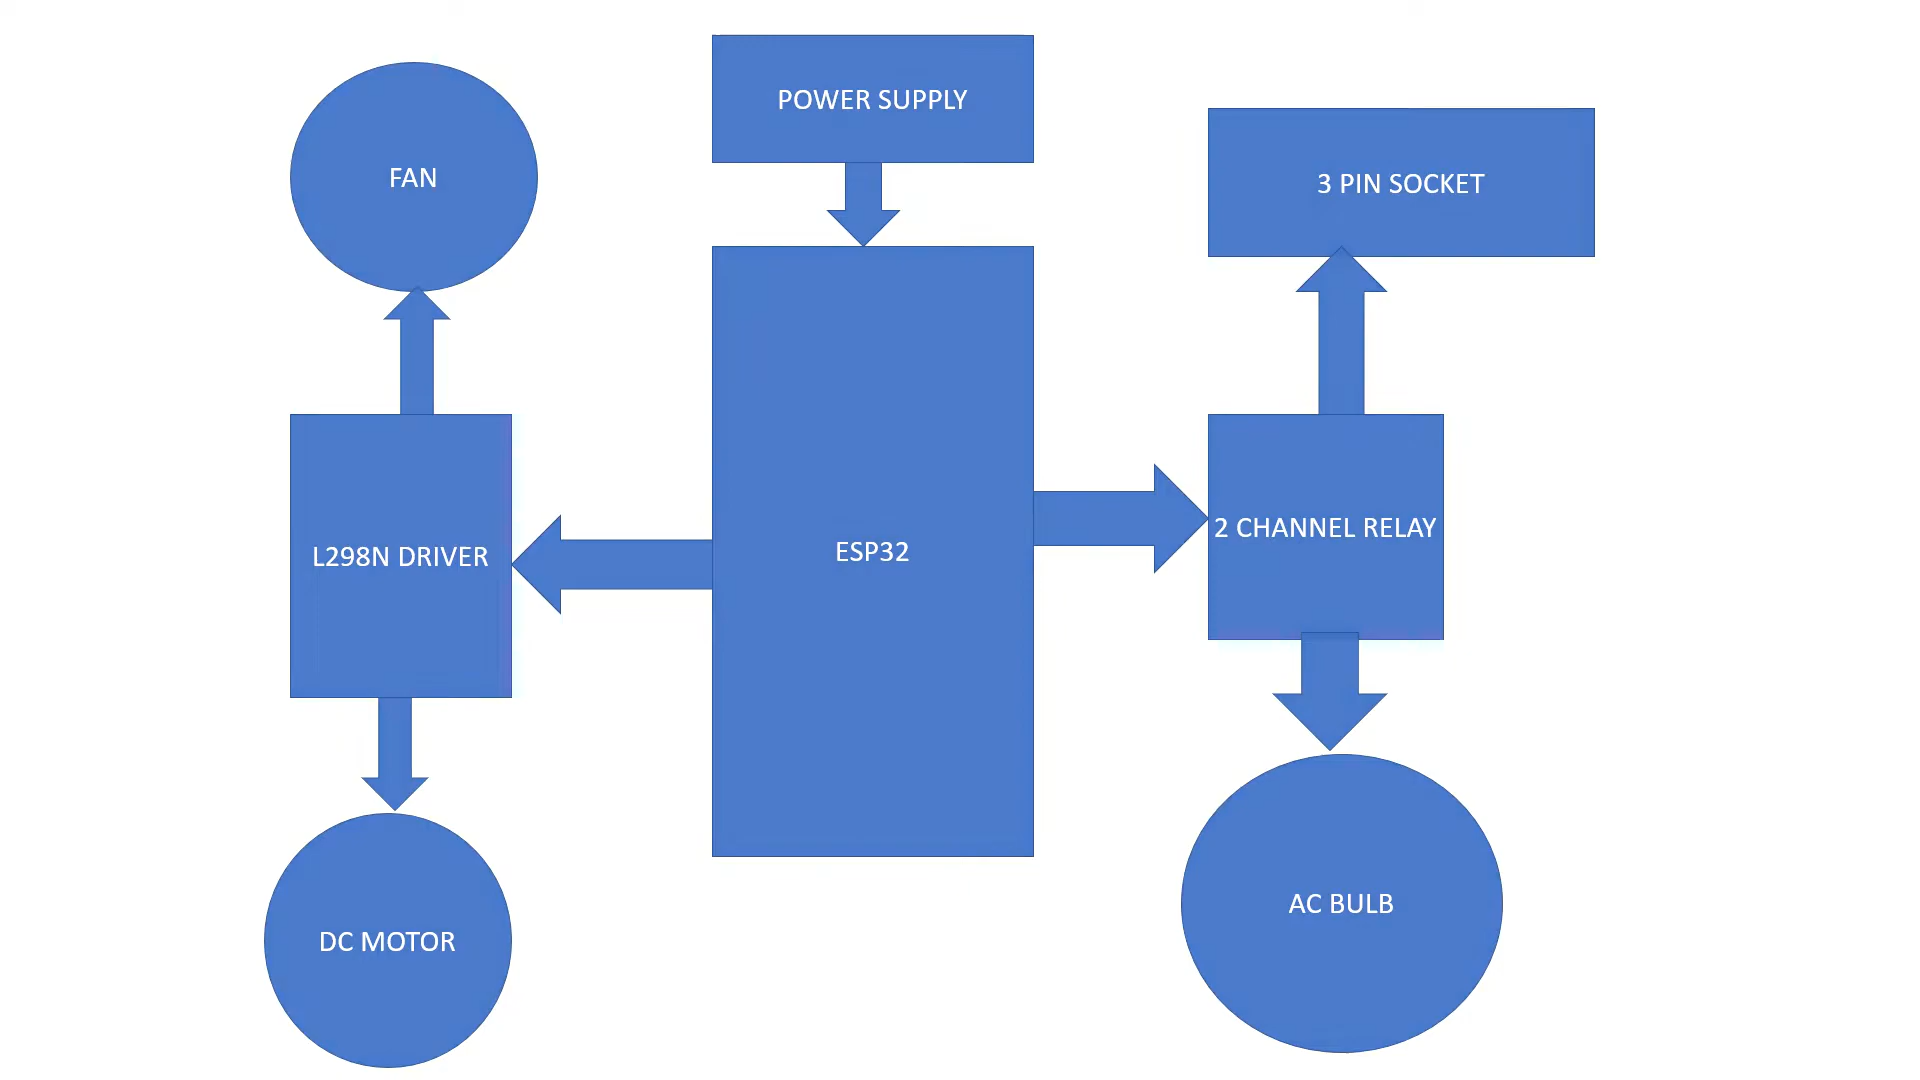 POWER SUPPLY
FAN
3 PIN SOCKET
L298N DRIVER
ESP32
2 CHANNEL RELAY
DC MOTOR
AC BULB